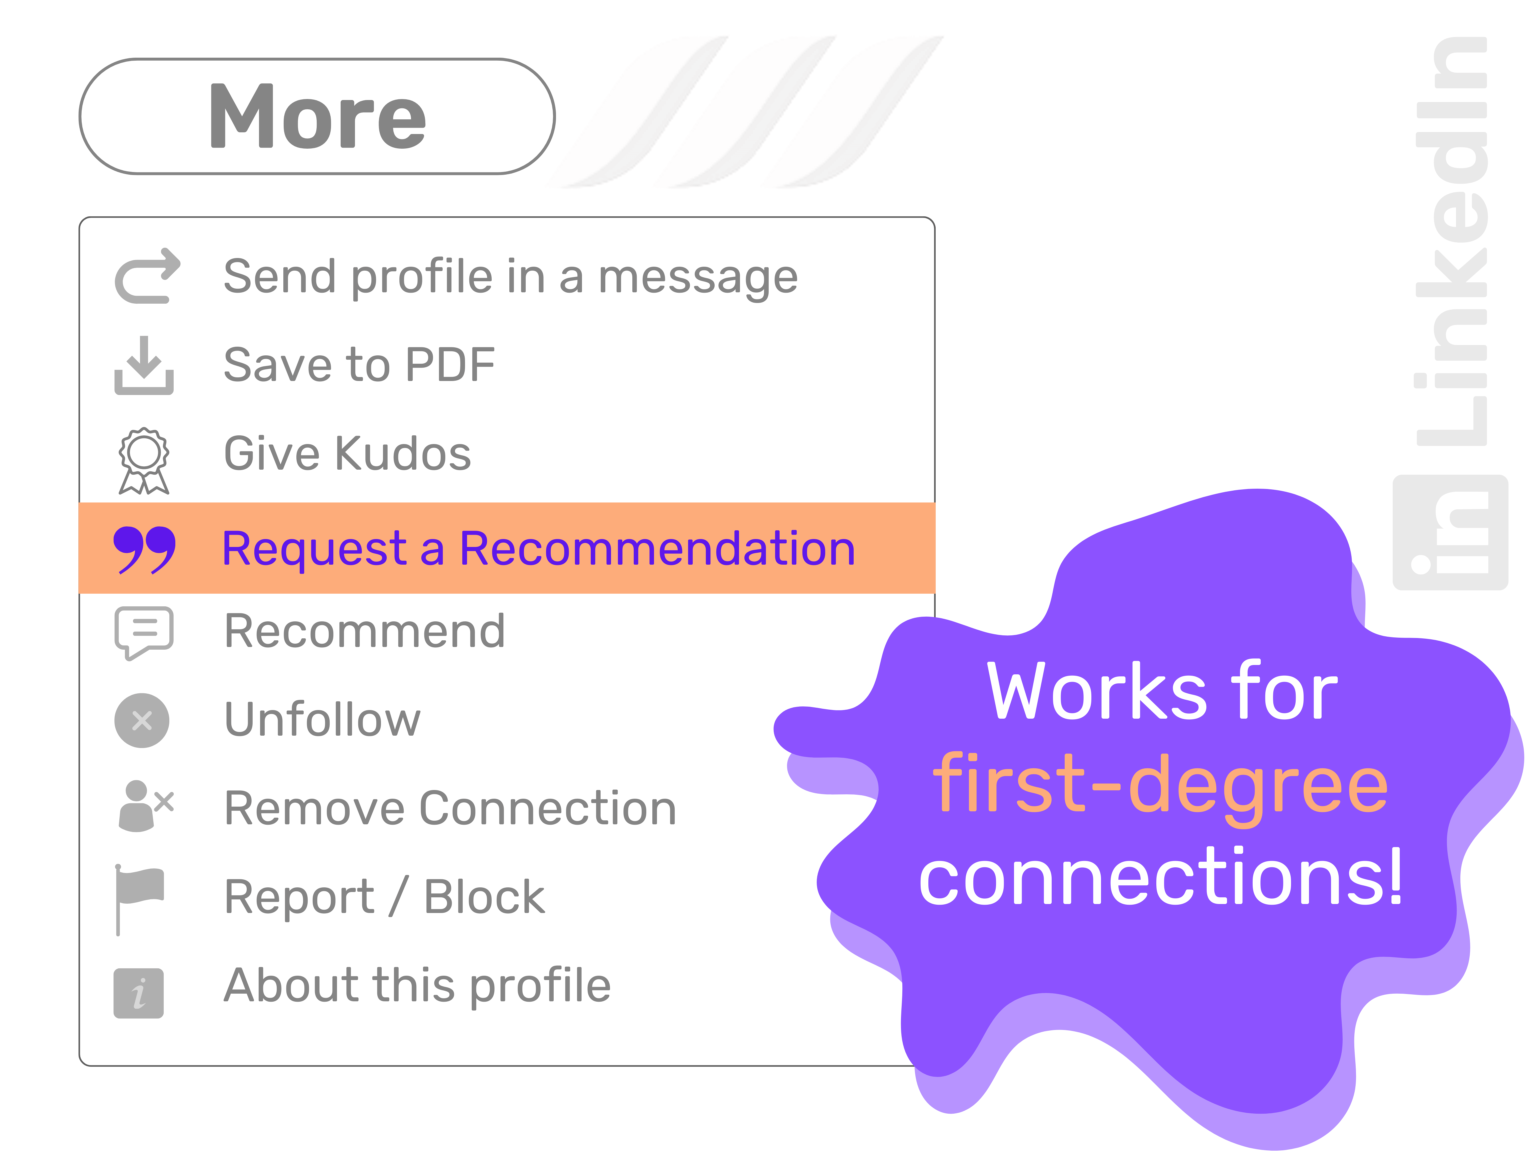 More
Send profile in a message
Save to PDF
Give Kudos
Request a Recommendation
Recommend
Unfollow
Remove Connection
Report / Block
About this profile
Works for
first-degree
connections!
in LinkedIn